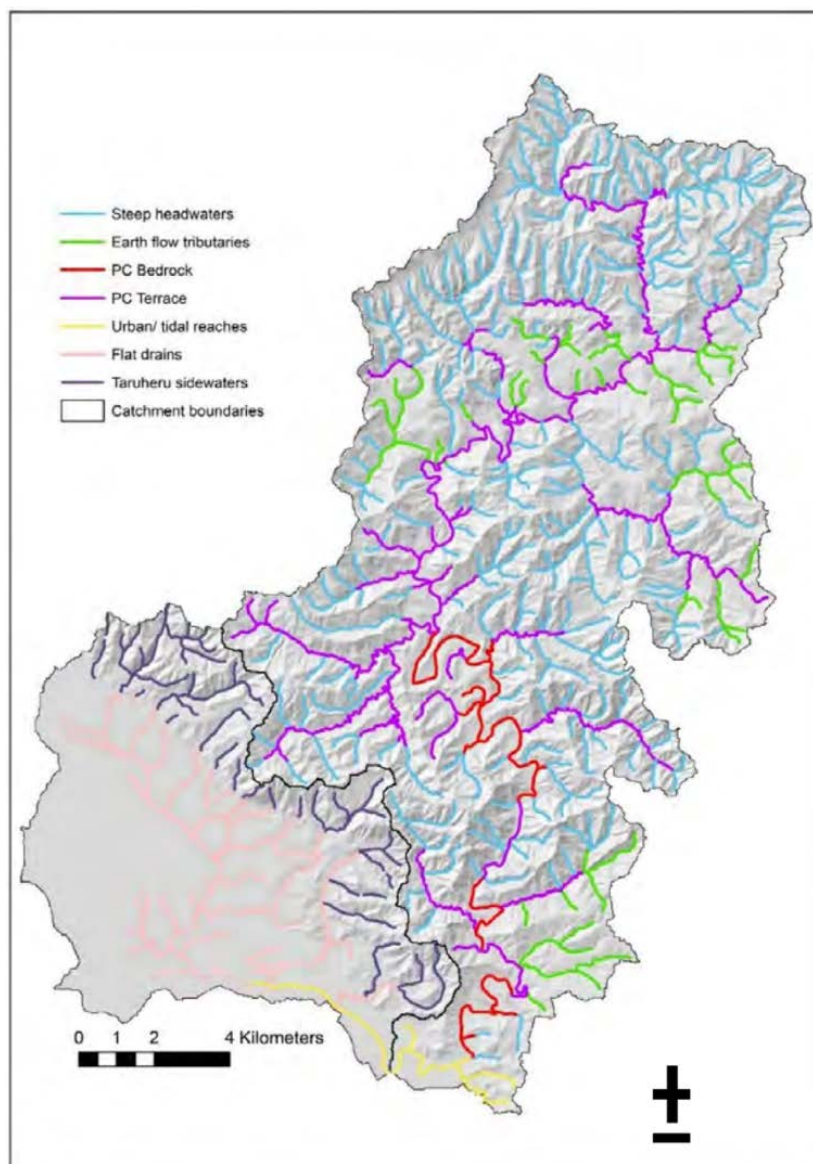 Steep headwaters
Earth flow tributaries
PC Bedrock
PC Terrace
Urban/ tidal reaches
Flat drains
Taruheru sidewaters
Catchment boundaries
0 1 2 4 Kilometers